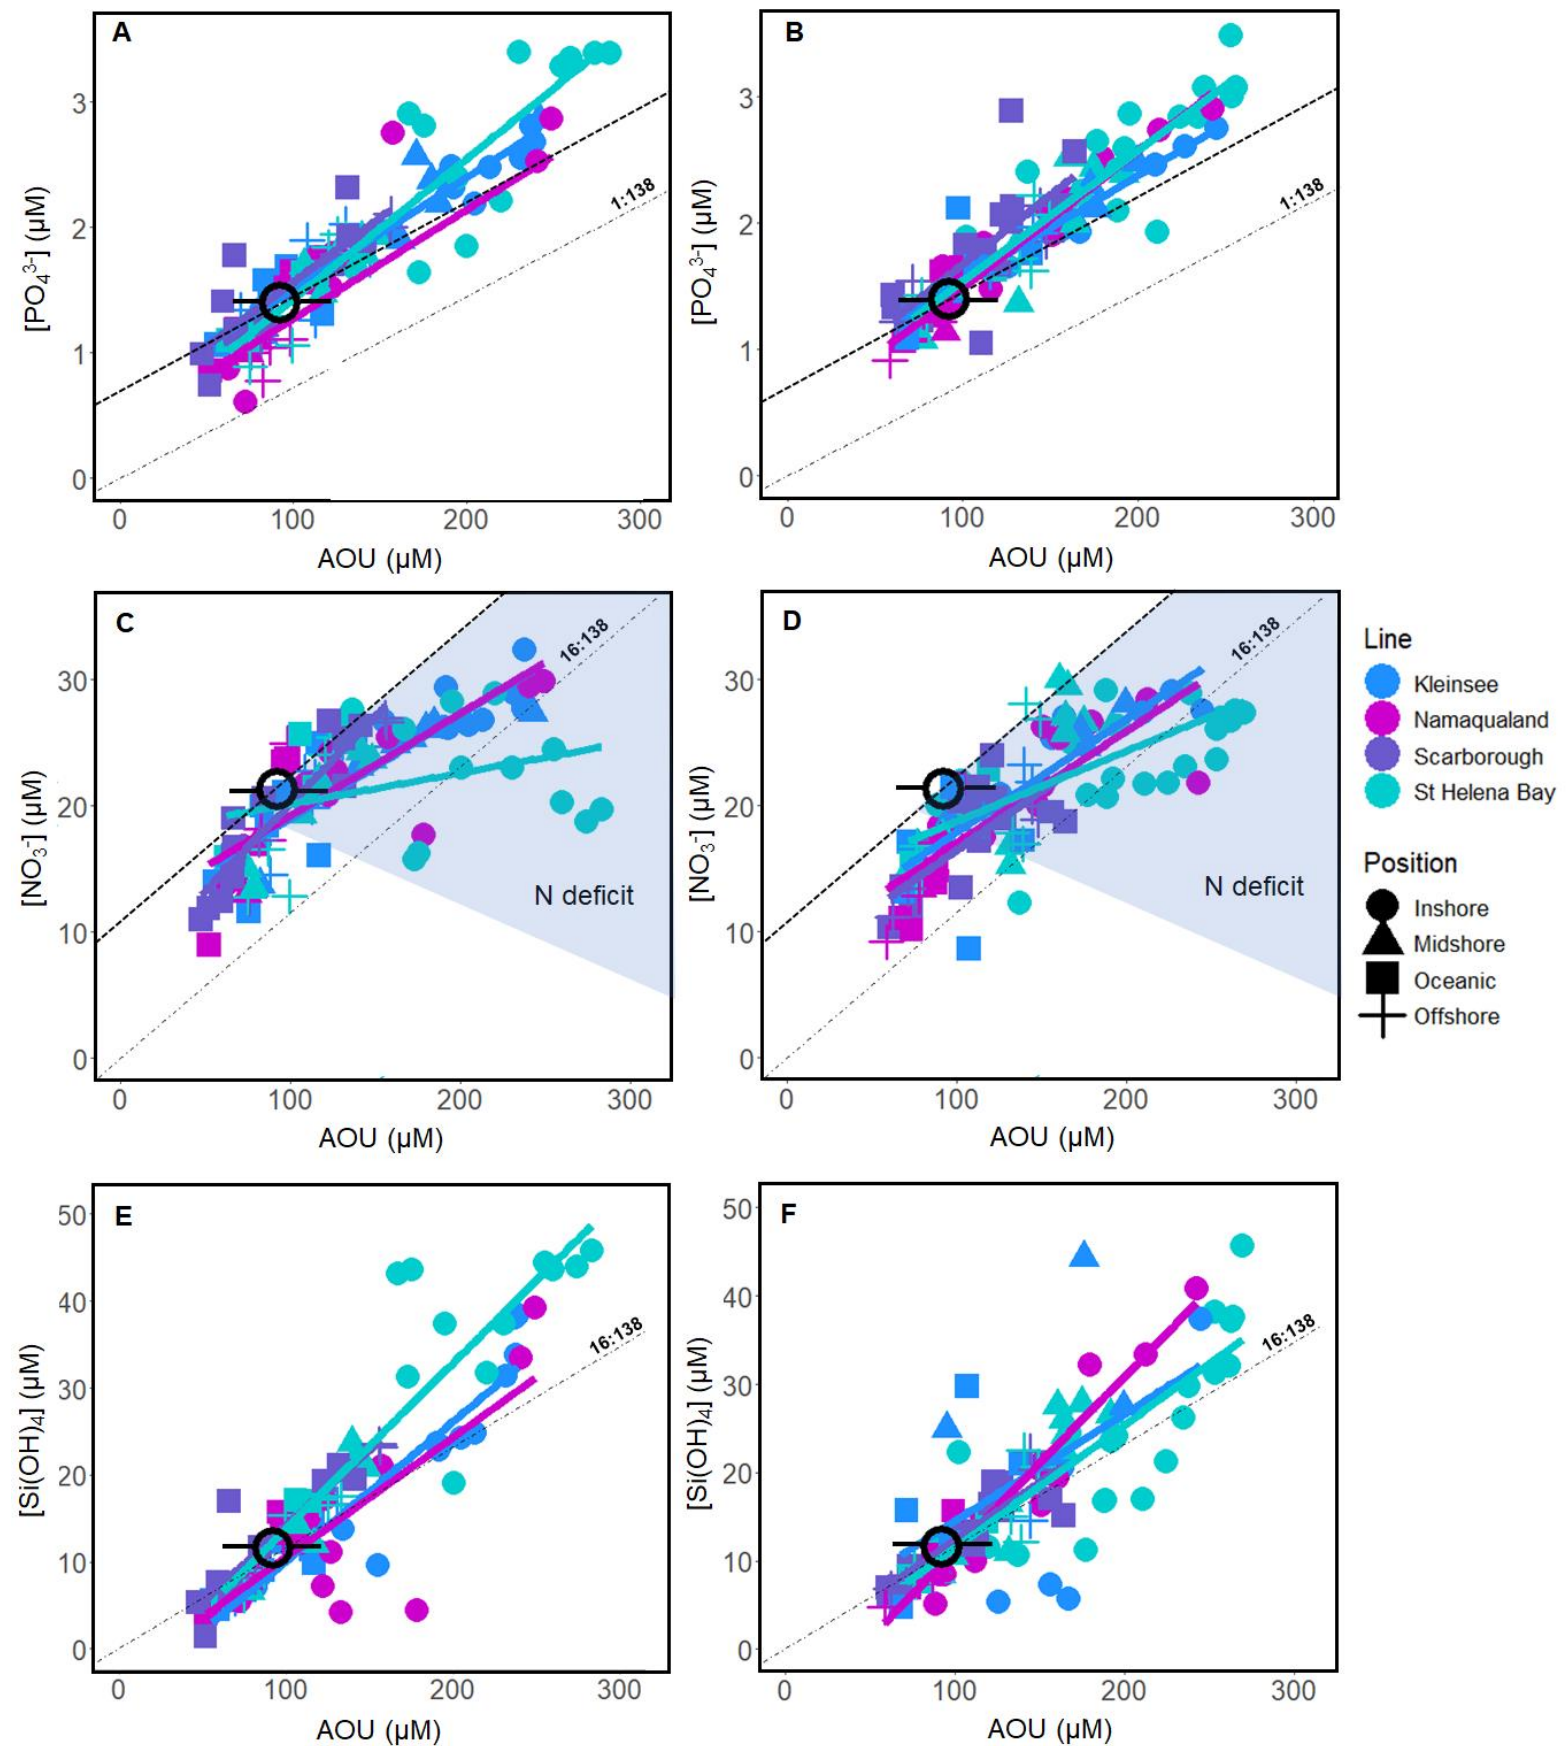 A
[PO₄³⁻] (µM)
3
2
1
0
1:138
0 100 200 300
AOU (µM)
B
[PO₄³⁻] (µM)
3
2
1
0
1:138
0 100 200 300
AOU (µM)
C
[NO₃⁻] (µM)
30
20
10
0
16:138
N deficit
0 100 200 300
AOU (µM)
D
[NO₃⁻] (µM)
30
20
10
0
16:138
N deficit
0 100 200 300
AOU (µM)
Line
Kleinsee
Namaqualand
Scarborough
St Helena Bay
Position
Inshore
Midshore
Oceanic
Offshore
E
[Si(OH)₄] (µM)
50
40
30
20
10
0
16:138
0 100 200 300
AOU (µM)
F
[Si(OH)₄] (µM)
50
40
30
20
10
0
16:138
0 100 200 300
AOU (µM)